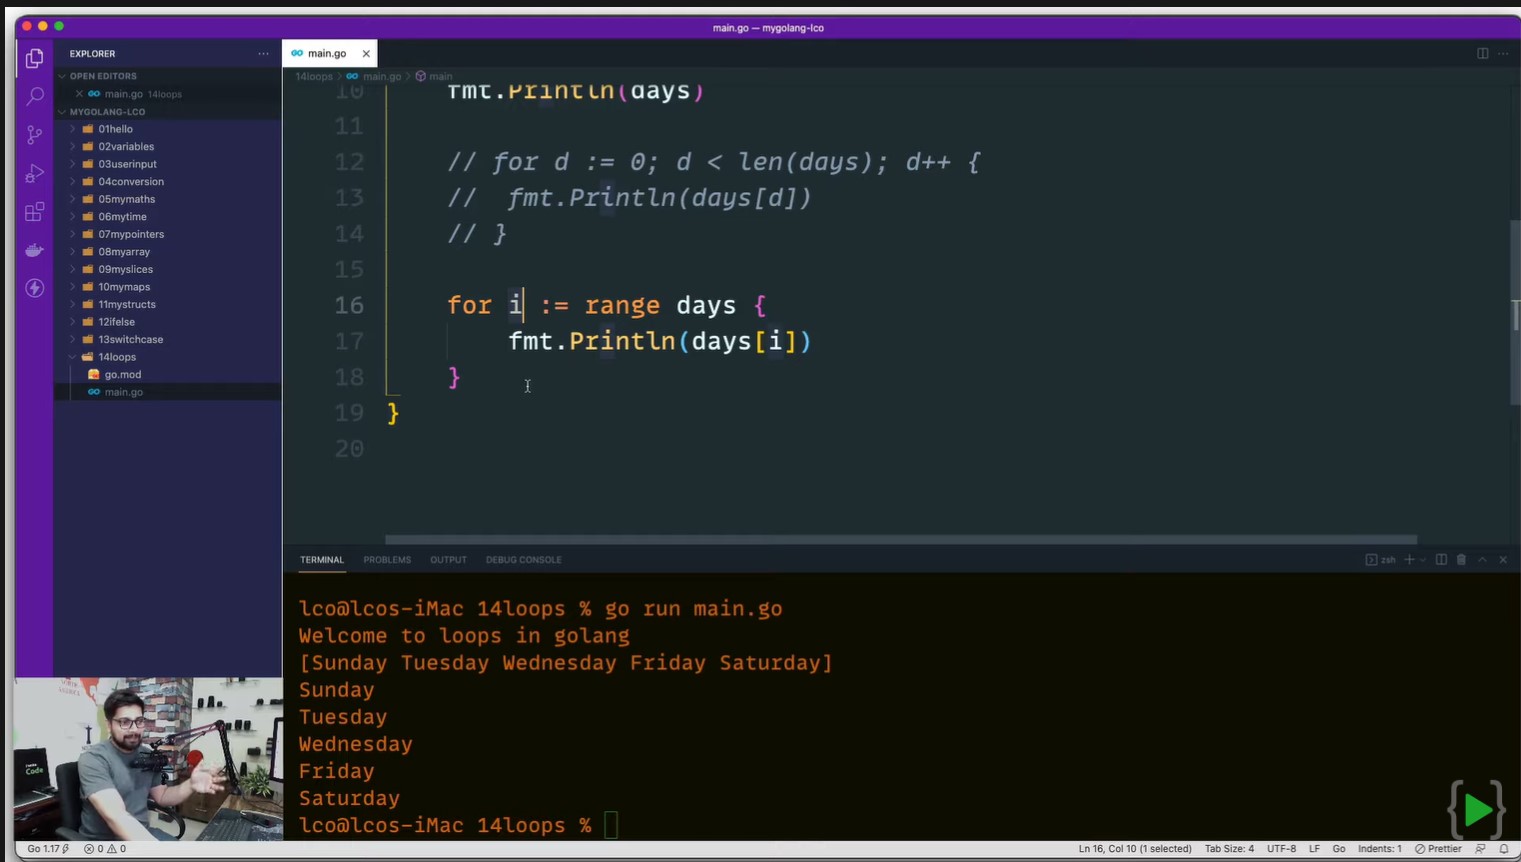 main.go — mygolang-lco
EXPLORER
main.go
OPEN EDITORS
main.go 14loops
MYGOLANG-LCO
01hello
02variables
03userinput
04conversion
05mymaths
06mytime
07mypointers
08myarray
09myslices
10mymaps
11mystructs
12ifelse
13switchcase
14loops
go.mod
main.go
14loops > main.go > main
10 fmt.Println(days)
11
12 // for d := 0; d < len(days); d++ {
13 //  fmt.Println(days[d])
14 // }
15
16 for i := range days {
17 fmt.Println(days[i])
18 }
19 }
20
TERMINAL PROBLEMS OUTPUT DEBUG CONSOLE
zsh
lco@lcos-iMac 14loops % go run main.go
Welcome to loops in golang
[Sunday Tuesday Wednesday Friday Saturday]
Sunday
Tuesday
Wednesday
Friday
Saturday
lco@lcos-iMac 14loops %
Code
Go 1.17 0 0
Ln 16, Col 10 (1 selected) Tab Size: 4 UTF-8 LF Go Indents: 1 Prettier